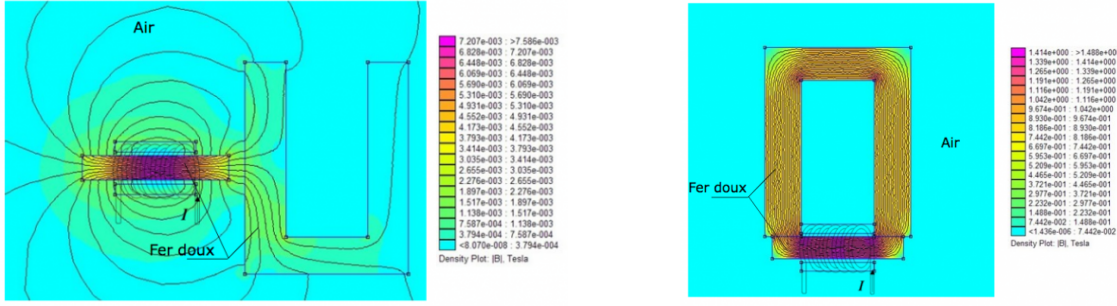 Air
Fer doux
I
7.207e-003 : >7.586e-003
6.828e-003 : 7.207e-003
6.448e-003 : 6.828e-003
6.069e-003 : 6.448e-003
5.690e-003 : 6.069e-003
5.310e-003 : 5.690e-003
4.931e-003 : 5.310e-003
4.552e-003 : 4.931e-003
4.173e-003 : 4.552e-003
3.793e-003 : 4.173e-003
3.414e-003 : 3.793e-003
3.035e-003 : 3.414e-003
2.655e-003 : 3.035e-003
2.276e-003 : 2.655e-003
1.897e-003 : 2.276e-003
1.517e-003 : 1.897e-003
1.138e-003 : 1.517e-003
7.587e-004 : 1.138e-003
3.794e-004 : 7.587e-004
<8.070e-008 : 3.794e-004
Density Plot: |B|, Tesla
Air
Fer doux
I
1.414e+000 : >1.488e+00
1.339e+000 : 1.414e+000
1.265e+000 : 1.339e+000
1.191e+000 : 1.265e+000
1.116e+000 : 1.191e+000
1.042e+000 : 1.116e+000
9.674e-001 : 1.042e+000
8.930e-001 : 9.674e-001
8.186e-001 : 8.930e-001
7.442e-001 : 8.186e-001
6.697e-001 : 7.442e-001
5.953e-001 : 6.697e-001
5.209e-001 : 5.953e-001
4.465e-001 : 5.209e-001
3.721e-001 : 4.465e-001
2.977e-001 : 3.721e-001
2.232e-001 : 2.977e-001
1.488e-001 : 2.232e-001
7.442e-002 : 1.488e-001
<1.436e-006 : 7.442e-002
Density Plot: |B|, Tesla